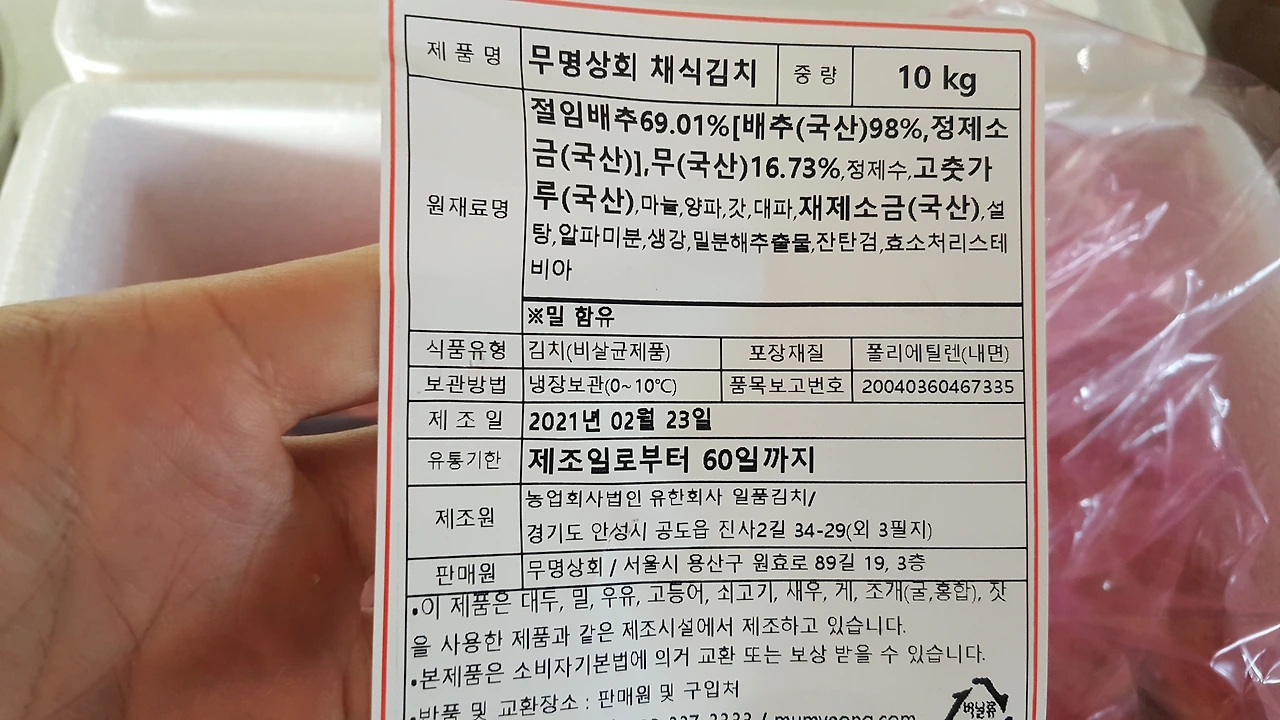 제 품 명 무명상회 채식김치 중 량 10 kg
원재료명
절임배추69.01%[배추(국산)98%,정제소
금(국산)],무(국산)16.73%,정제수,고춧가
루(국산),마늘,양파,갓,대파,재제소금(국산),설
탕,알파미분,생강,밀분해추출물,잔탄검,효소처리스테
비아
※밀 함유
식품유형 김치(비살균제품) 포장재질 폴리에틸렌(내면)
보관방법 냉장보관(0~10℃) 품목보고번호 20040360467335
제 조 일 2021년 02월 23일
유통기한 제조일로부터 60일까지
제조원
농업회사법인 유한회사 일품김치/
경기도 안성시 공도읍 진사2길 34-29(외 3필지)
판매원 무명상회 / 서울시 용산구 원효로 89길 19, 3층
•이 제품은 대두, 밀, 우유, 고등어, 쇠고기, 새우, 게, 조개(굴,홍합), 잣
을 사용한 제품과 같은 제조시설에서 제조하고 있습니다.
•본제품은 소비자기본법에 의거 교환 또는 보상 받을 수 있습니다.
•반품 및 교환장소 : 판매원 및 구입처
비닐류